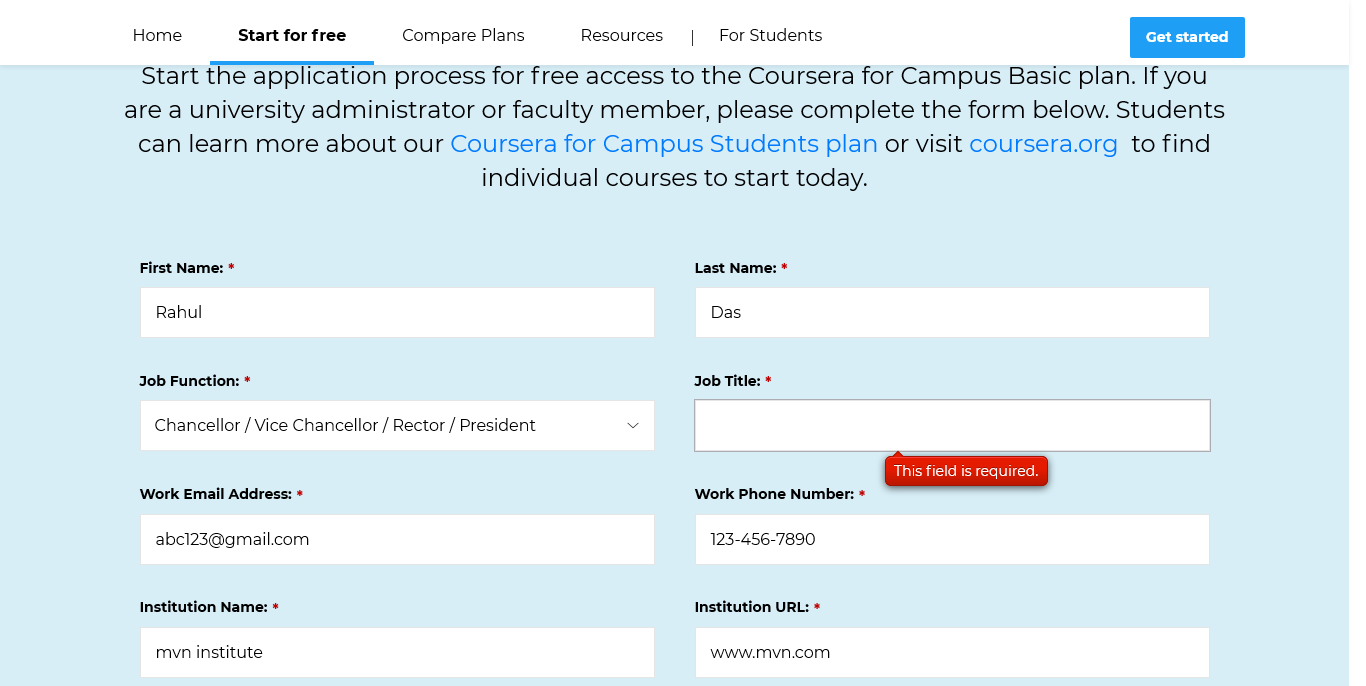 Home Start for free Compare Plans Resources | For Students Get started
Start the application process for free access to the Coursera for Campus Basic plan. If you
are a university administrator or faculty member, please complete the form below. Students
can learn more about our Coursera for Campus Students plan or visit coursera.org to find
individual courses to start today.
First Name: * Last Name: *
Rahul Das
Job Function: * Job Title: *
Chancellor / Vice Chancellor / Rector / President
This field is required.
Work Email Address: * Work Phone Number: *
abc123@gmail.com 123-456-7890
Institution Name: * Institution URL: *
mvn institute www.mvn.com